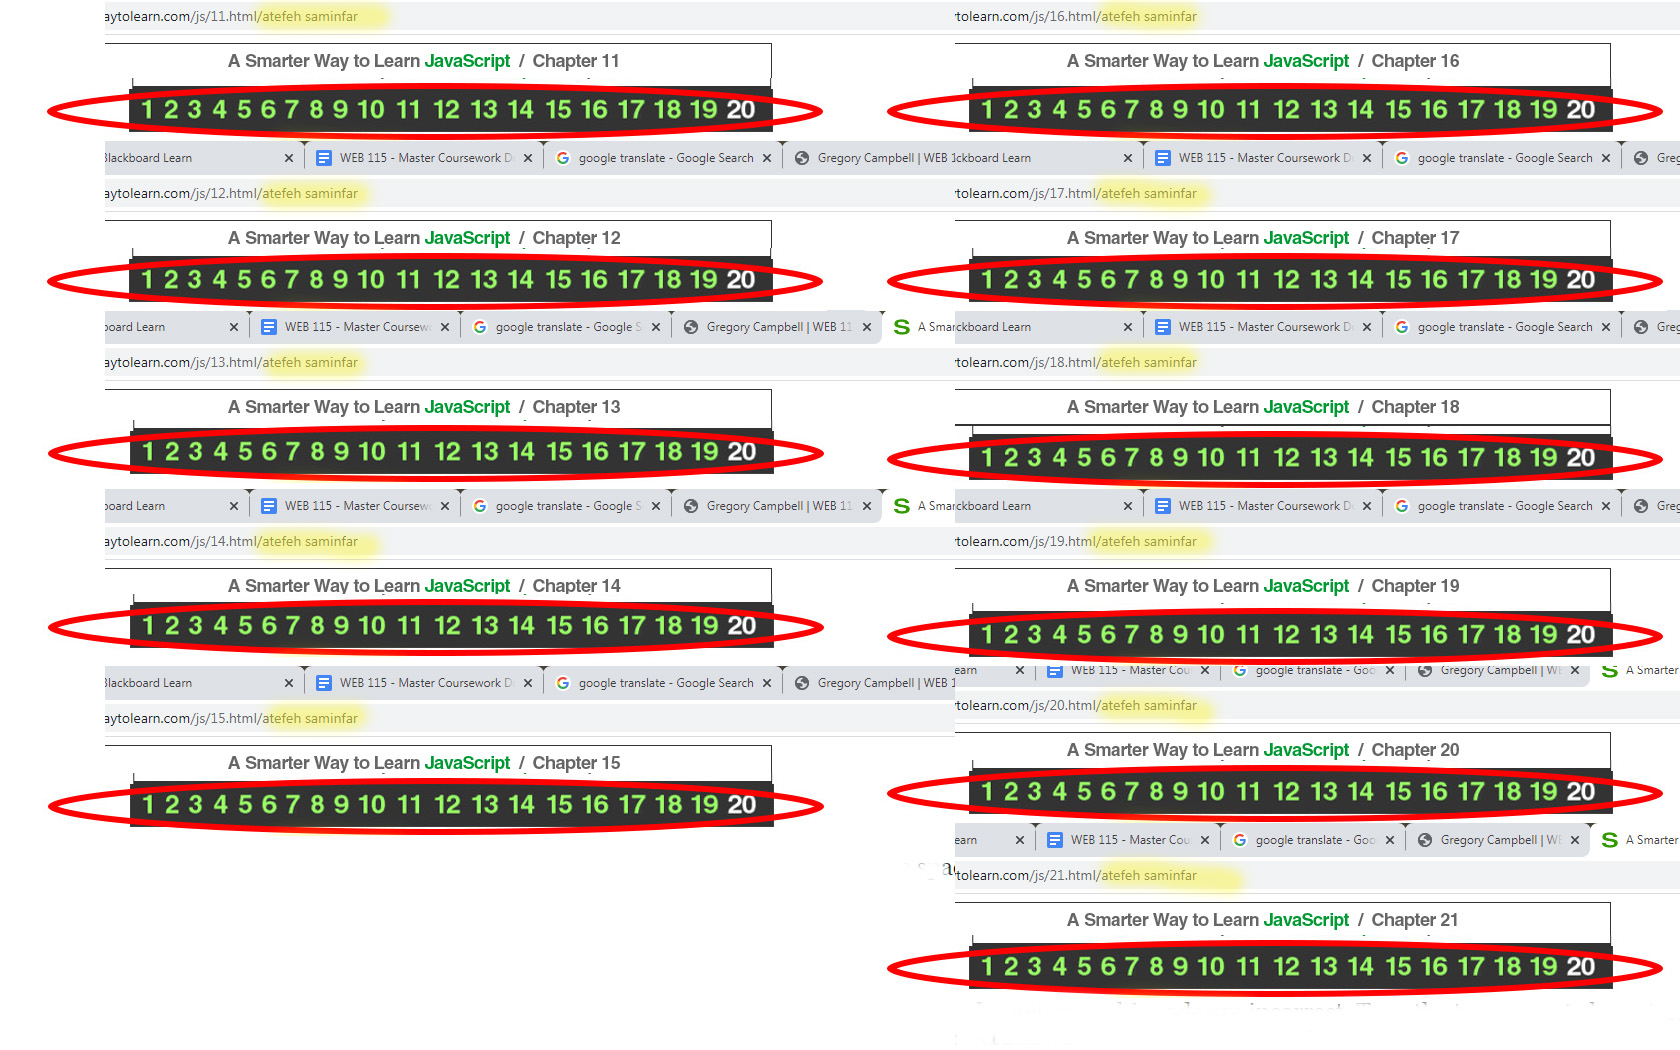 aytolearn.com/js/11.html/atefeh saminfar
A Smarter Way to Learn JavaScript / Chapter 11
1 2 3 4 5 6 7 8 9 10 11 12 13 14 15 16 17 18 19 20
Blackboard Learn WEB 115 - Master Coursework D google translate - Google Search Gregory Campbell | WEB 1
aytolearn.com/js/12.html/atefeh saminfar
A Smarter Way to Learn JavaScript / Chapter 12
1 2 3 4 5 6 7 8 9 10 11 12 13 14 15 16 17 18 19 20
board Learn WEB 115 - Master Coursew google translate - Google S Gregory Campbell | WEB 11 S A Smar
aytolearn.com/js/13.html/atefeh saminfar
A Smarter Way to Learn JavaScript / Chapter 13
1 2 3 4 5 6 7 8 9 10 11 12 13 14 15 16 17 18 19 20
board Learn WEB 115 - Master Coursew google translate - Google S Gregory Campbell | WEB 11 S A Smar
aytolearn.com/js/14.html/atefeh saminfar
A Smarter Way to Learn JavaScript / Chapter 14
1 2 3 4 5 6 7 8 9 10 11 12 13 14 15 16 17 18 19 20
Blackboard Learn WEB 115 - Master Coursework D google translate - Google Search Gregory Campbell | WEB 1
aytolearn.com/js/15.html/atefeh saminfar
A Smarter Way to Learn JavaScript / Chapter 15
1 2 3 4 5 6 7 8 9 10 11 12 13 14 15 16 17 18 19 20
ytolearn.com/js/16.html/atefeh saminfar
A Smarter Way to Learn JavaScript / Chapter 16
1 2 3 4 5 6 7 8 9 10 11 12 13 14 15 16 17 18 19 20
ckboard Learn WEB 115 - Master Coursework D google translate - Google Search Greg
ytolearn.com/js/17.html/atefeh saminfar
A Smarter Way to Learn JavaScript / Chapter 17
1 2 3 4 5 6 7 8 9 10 11 12 13 14 15 16 17 18 19 20
ckboard Learn WEB 115 - Master Coursework D google translate - Google Search Greg
ytolearn.com/js/18.html/atefeh saminfar
A Smarter Way to Learn JavaScript / Chapter 18
1 2 3 4 5 6 7 8 9 10 11 12 13 14 15 16 17 18 19 20
ckboard Learn WEB 115 - Master Coursework D google translate - Google Search Greg
ytolearn.com/js/19.html/atefeh saminfar
A Smarter Way to Learn JavaScript / Chapter 19
1 2 3 4 5 6 7 8 9 10 11 12 13 14 15 16 17 18 19 20
earn WEB 115 - Master Cou google translate - Goo Gregory Campbell | WE S A Smarter
ytolearn.com/js/20.html/atefeh saminfar
A Smarter Way to Learn JavaScript / Chapter 20
1 2 3 4 5 6 7 8 9 10 11 12 13 14 15 16 17 18 19 20
earn WEB 115 - Master Cou google translate - Goo Gregory Campbell | WE S A Smarter
ytolearn.com/js/21.html/atefeh saminfar
A Smarter Way to Learn JavaScript / Chapter 21
1 2 3 4 5 6 7 8 9 10 11 12 13 14 15 16 17 18 19 20